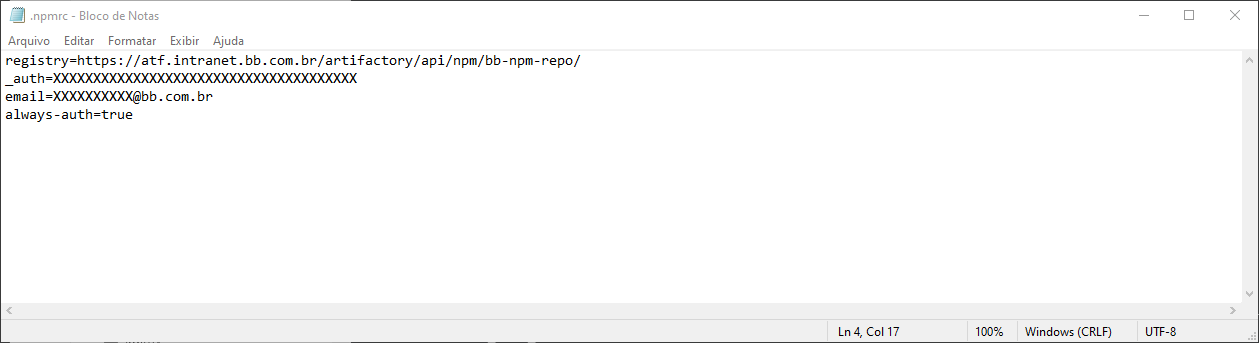 .npmrc - Bloco de Notas
Arquivo Editar Formatar Exibir Ajuda
registry=https://atf.intranet.bb.com.br/artifactory/api/npm/bb-npm-repo/
_auth=XXXXXXXXXXXXXXXXXXXXXXXXXXXXXXXXXXXXXX
email=XXXXXXXXXX@bb.com.br
always-auth=true
Ln 4, Col 17 100% Windows (CRLF) UTF-8